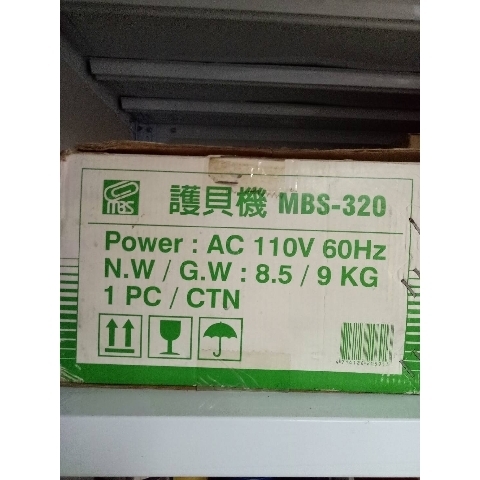 MBS
護貝機 MBS-320
Power : AC 110V 60Hz
N.W / G.W : 8.5 / 9 KG
1 PC / CTN